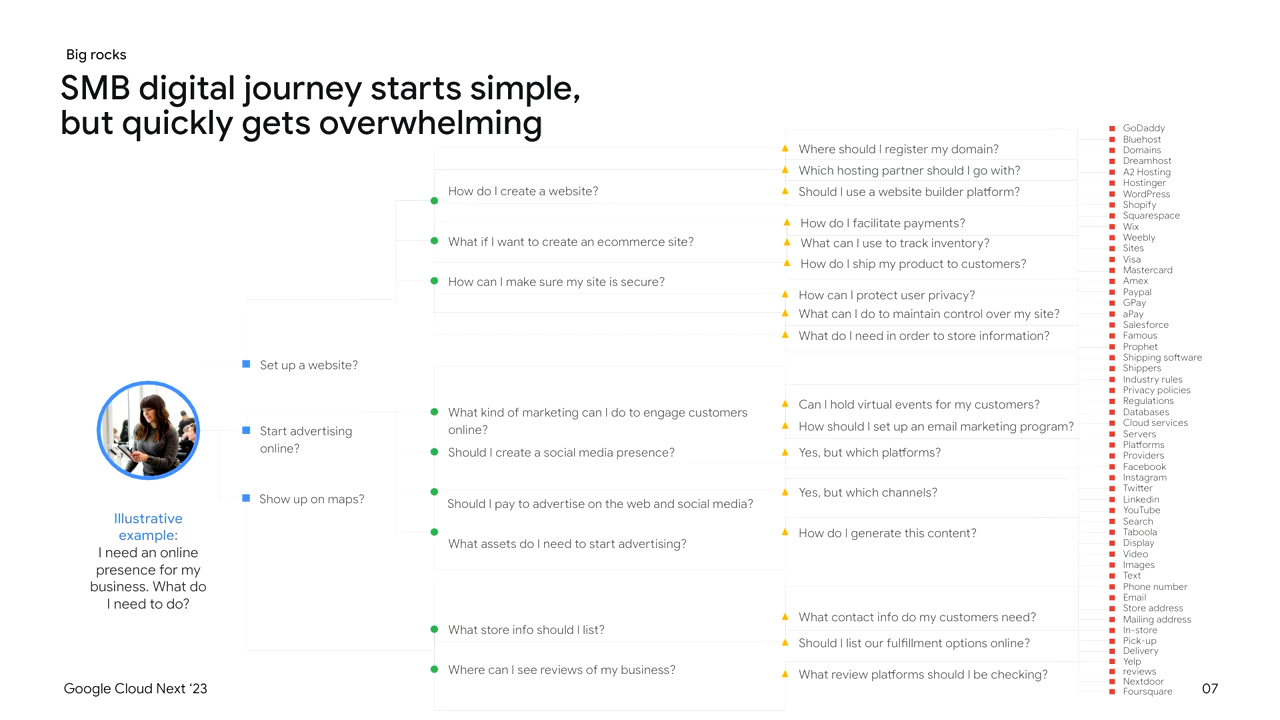 Big rocks
SMB digital journey starts simple,
but quickly gets overwhelming
Illustrative
example:
I need an online
presence for my
business. What do
I need to do?
Set up a website?
Start advertising
online?
Show up on maps?
How do I create a website?
What if I want to create an ecommerce site?
How can I make sure my site is secure?
What kind of marketing can I do to engage customers
online?
Should I create a social media presence?
Should I pay to advertise on the web and social media?
What assets do I need to start advertising?
What store info should I list?
Where can I see reviews of my business?
Where should I register my domain?
Which hosting partner should I go with?
Should I use a website builder platform?
How do I facilitate payments?
What can I use to track inventory?
How do I ship my product to customers?
How can I protect user privacy?
What can I do to maintain control over my site?
What do I need in order to store information?
Can I hold virtual events for my customers?
How should I set up an email marketing program?
Yes, but which platforms?
Yes, but which channels?
How do I generate this content?
What contact info do my customers need?
Should I list our fulfillment options online?
What review platforms should I be checking?
GoDaddy
Bluehost
Domains
Dreamhost
A2 Hosting
Hostinger
WordPress
Shopify
Squarespace
Wix
Weebly
Sites
Visa
Mastercard
Amex
Paypal
GPay
aPay
Salesforce
Famous
Prophet
Shipping software
Shippers
Industry rules
Privacy policies
Regulations
Databases
Cloud services
Servers
Platforms
Providers
Facebook
Instagram
Twitter
Linkedin
YouTube
Search
Taboola
Display
Video
Images
Text
Phone number
Email
Store address
Mailing address
In-store
Pick-up
Delivery
Yelp
reviews
Nextdoor
Foursquare
Google Cloud Next ‘23
07